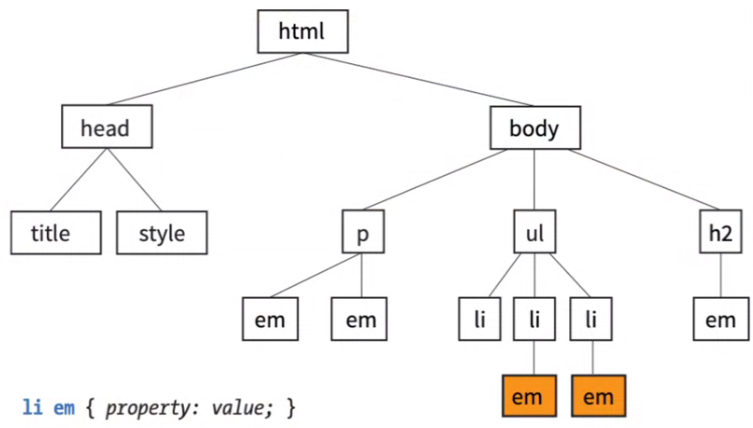 html
head
body
title
style
p
ul
h2
em
em
li
li
li
em
em
em
li em { property: value; }